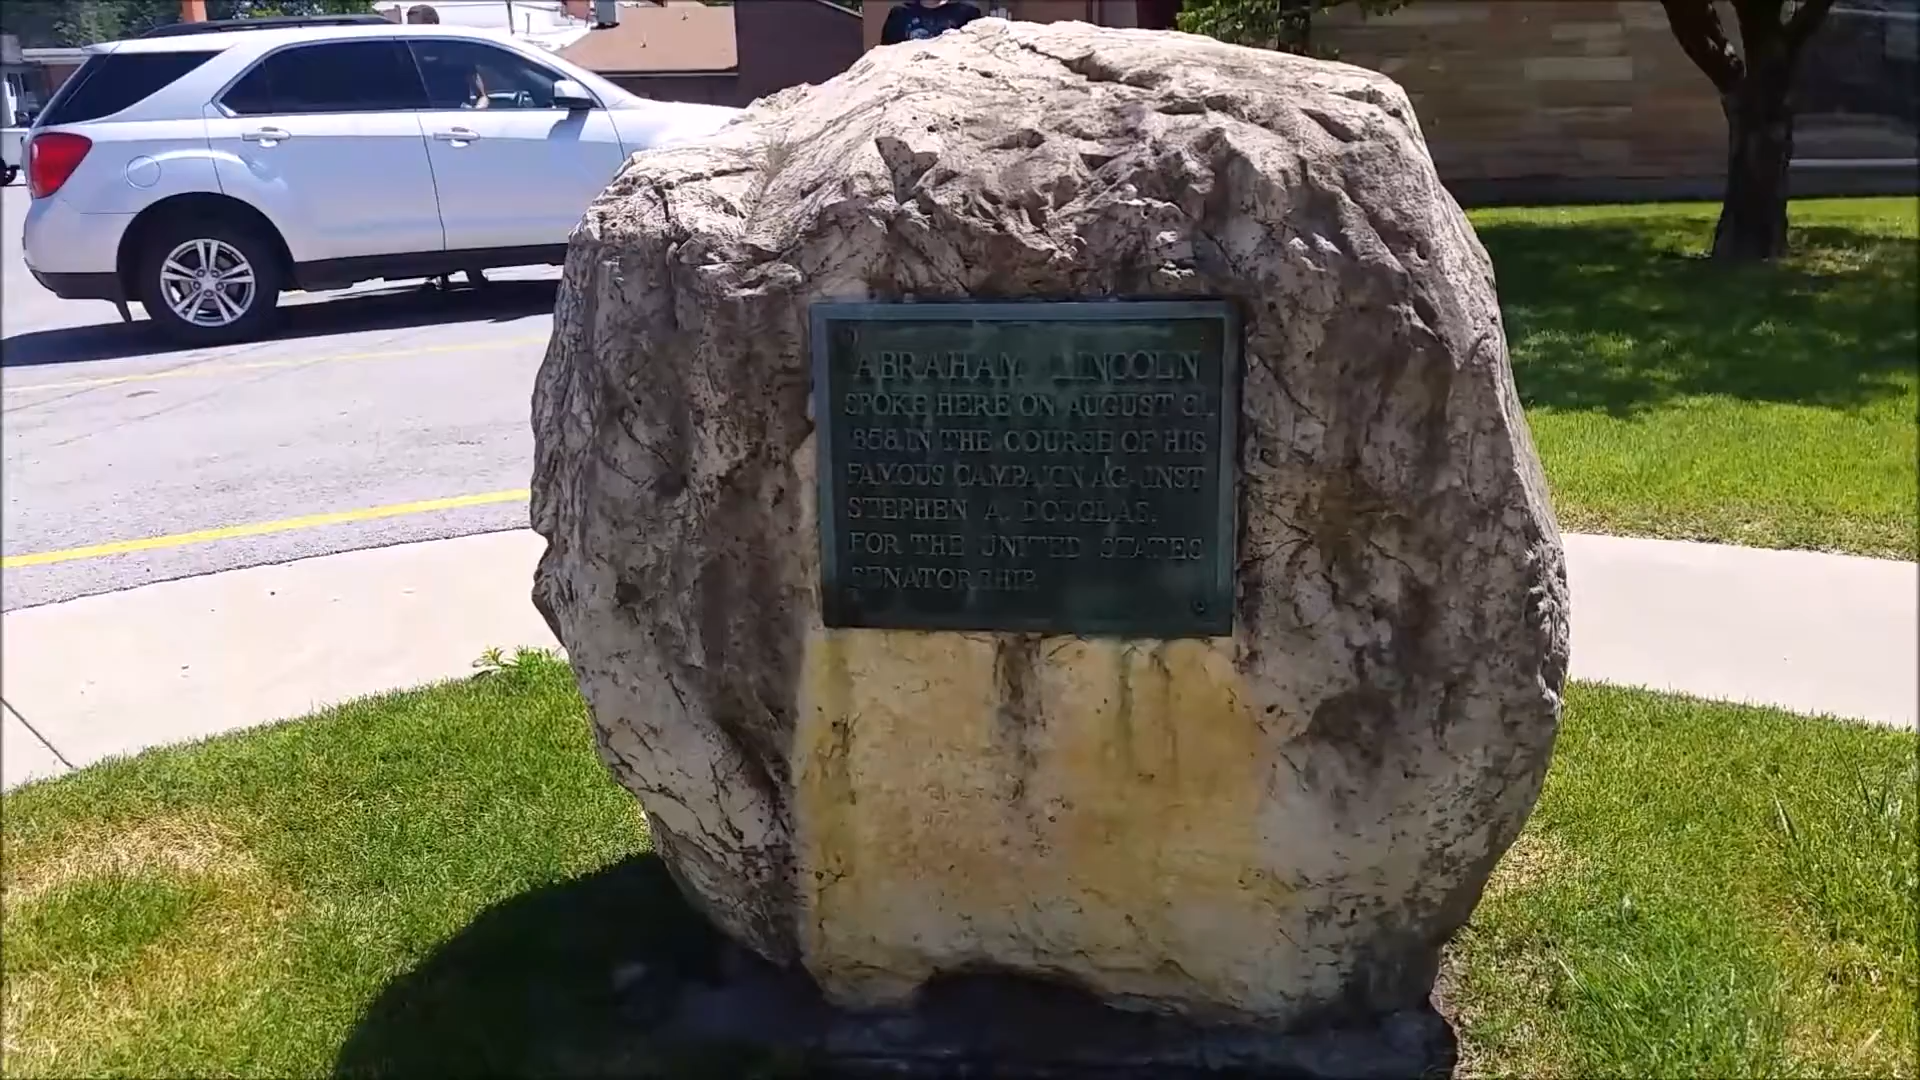 ABRAHAM LINCOLN
SPOKE HERE ON AUGUST
1858, IN THE COURSE OF HIS
FAMOUS CAMPAIGN AGAINST
STEPHEN A. DOUGLAS,
FOR THE UNITED STATES
SENATORSHIP.